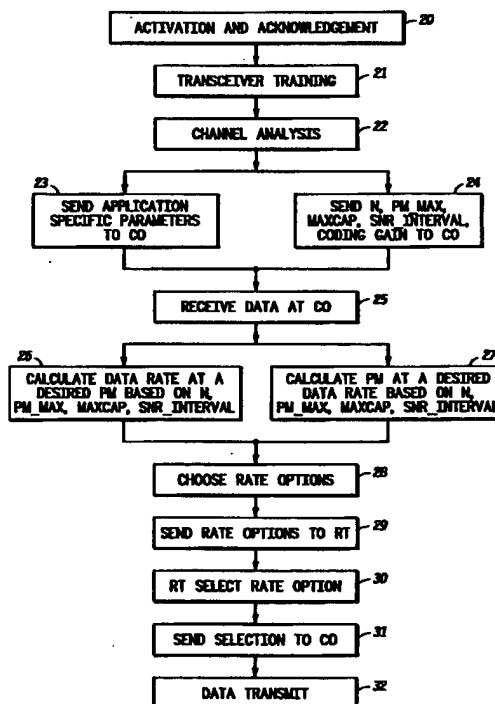 ACTIVATION AND ACKNOWLEDGEMENT
20
TRANSCEIVER TRAINING
21
CHANNEL ANALYSIS
22
23
SEND APPLICATION
SPECIFIC PARAMETERS
TO CO
24
SEND N, PM_MAX,
MAXCAP, SNR_INTERVAL,
CODING GAIN TO CO
RECEIVE DATA AT CO
25
26
CALCULATE DATA RATE AT A
DESIRED PM BASED ON N,
PM_MAX, MAXCAP, SNR_INTERVAL
27
CALCULATE PM AT A DESIRED
DATA RATE BASED ON N,
PM_MAX, MAXCAP, SNR_INTERVAL
CHOOSE RATE OPTIONS
28
SEND RATE OPTIONS TO RT
29
RT SELECT RATE OPTION
30
SEND SELECTION TO CO
31
DATA TRANSMIT
32